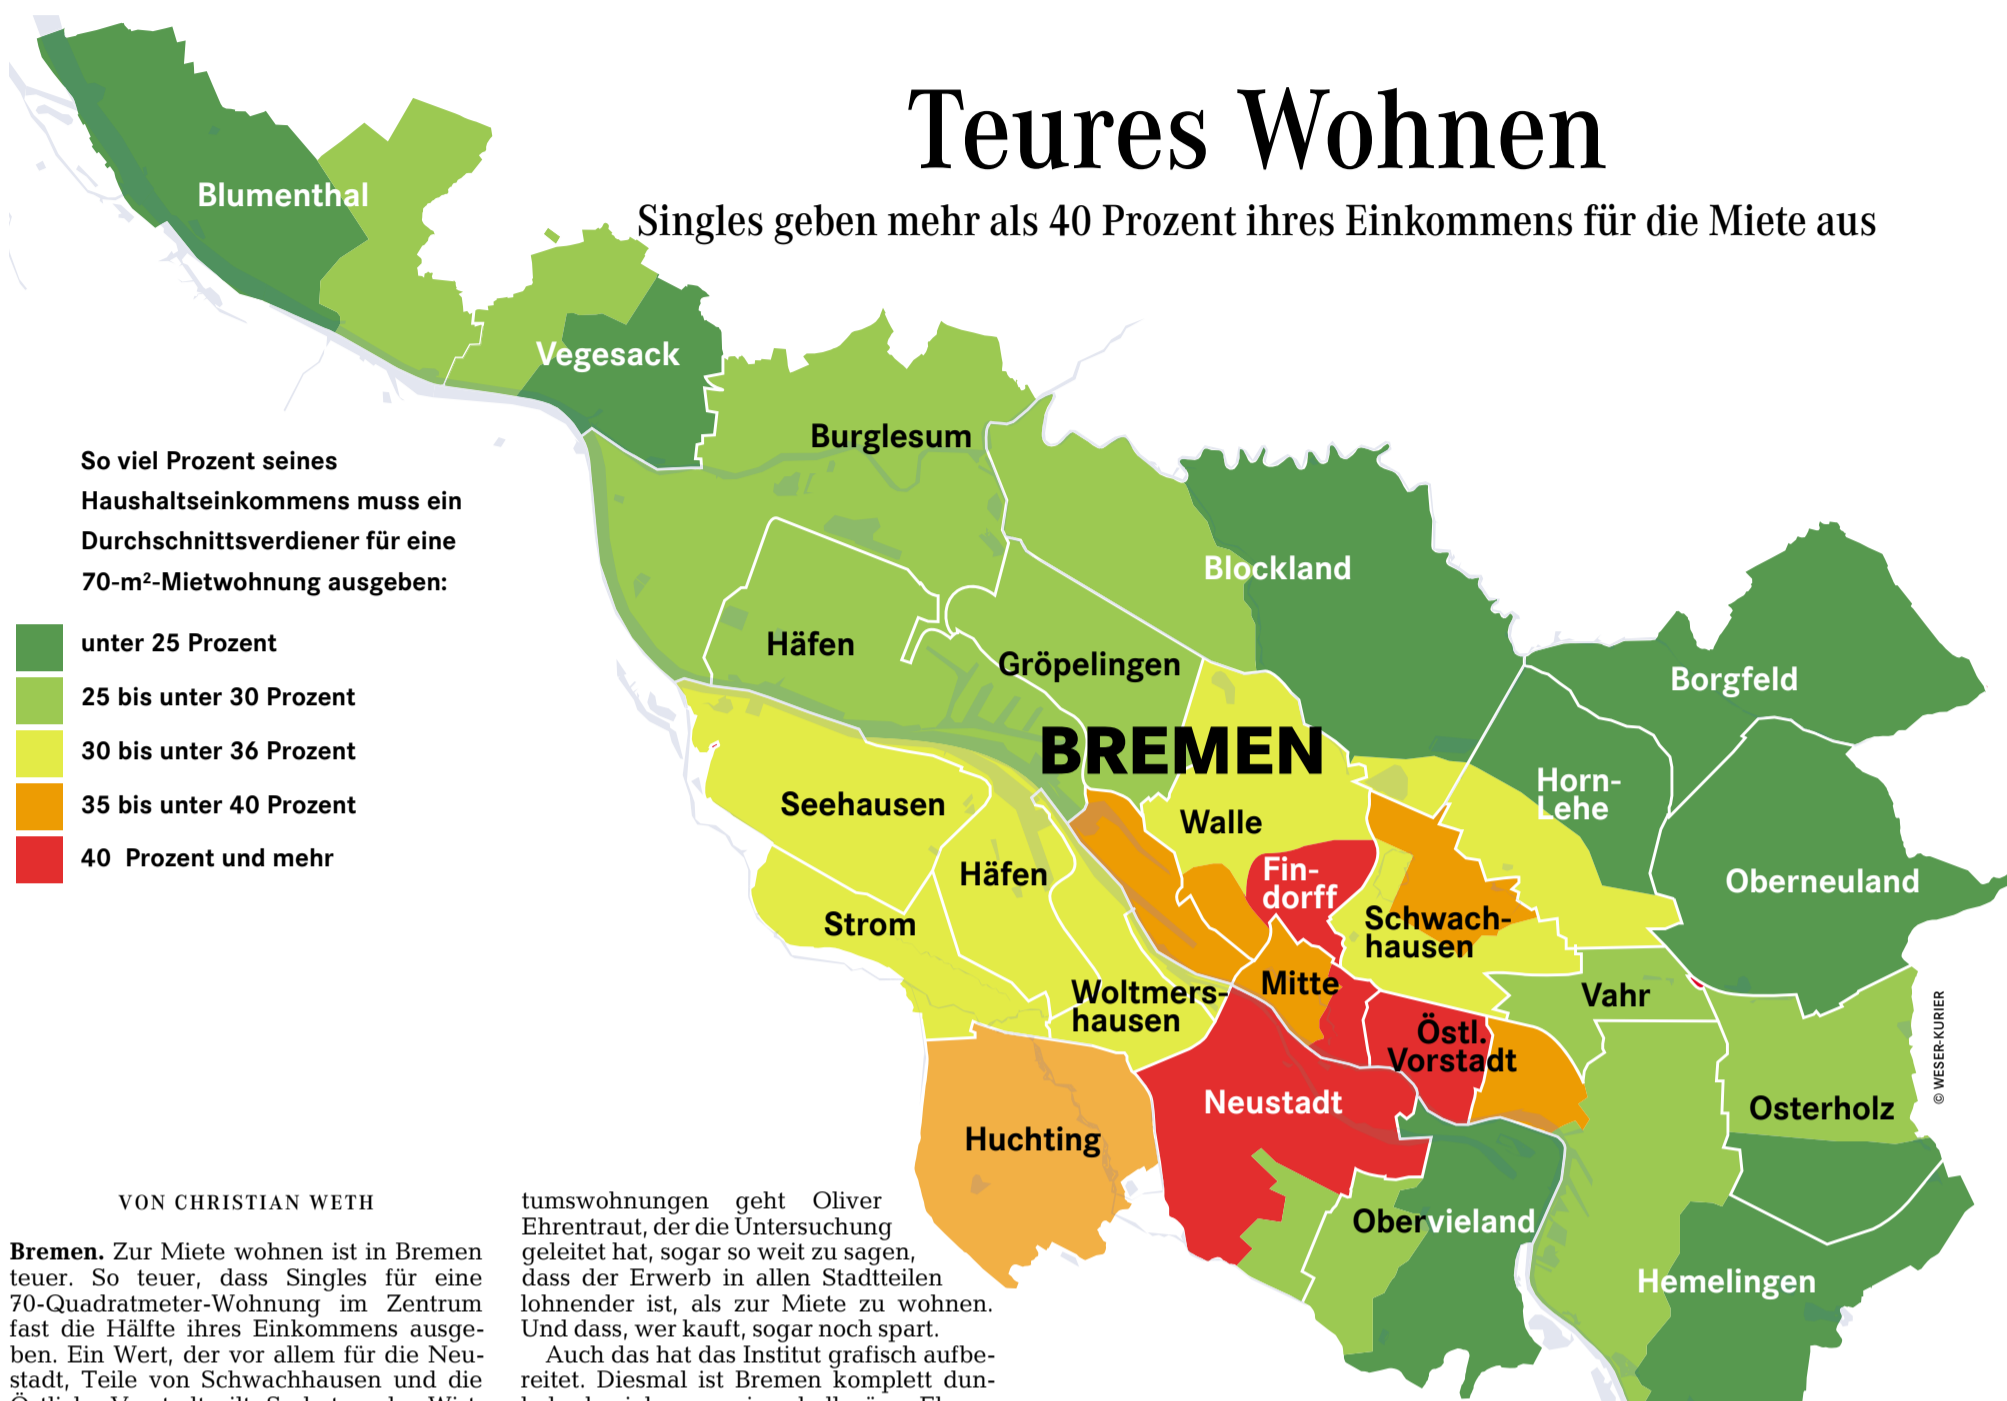 Teures Wohnen
Singles geben mehr als 40 Prozent ihres Einkommens für die Miete aus
Blumenthal
Vegesack
Burglesum
So viel Prozent seines
Haushaltseinkommens muss ein
Durchschnittsverdiener für eine
70-m²-Mietwohnung ausgeben:
unter 25 Prozent
25 bis unter 30 Prozent
30 bis unter 36 Prozent
35 bis unter 40 Prozent
40 Prozent und mehr
Blockland
Häfen
Gröpelingen
Borgfeld
BREMEN
Horn-
Lehe
Seehausen
Walle
Häfen
Fin-
dorff
Oberneuland
Strom
Schwach-
hausen
Mitte
Woltmers-
hausen
Vahr
Östl.
Vorstadt
Neustadt
Osterholz
Huchting
Obervieland
Hemelingen
© WESER-KURIER
VON CHRISTIAN WETH
Bremen. Zur Miete wohnen ist in Bremen
teuer. So teuer, dass Singles für eine
70-Quadratmeter-Wohnung im Zentrum
fast die Hälfte ihres Einkommens ausge-
ben. Ein Wert, der vor allem für die Neu-
stadt, Teile von Schwachhausen und die
tumswohnungen geht Oliver
Ehrentraut, der die Untersuchung
geleitet hat, sogar so weit zu sagen,
dass der Erwerb in allen Stadtteilen
lohnender ist, als zur Miete zu wohnen.
Und dass, wer kauft, sogar noch spart.
Auch das hat das Institut grafisch aufbe-
reitet. Diesmal ist Bremen komplett dun-